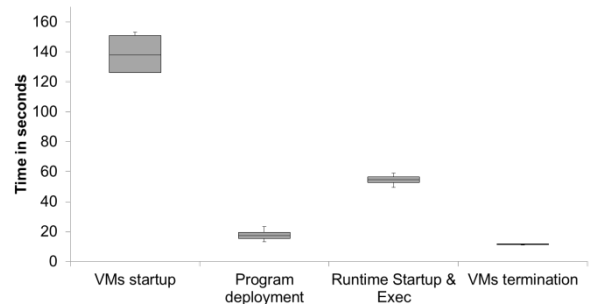 160
140
120
100
80
60
40
20
0
Time in seconds
VMs startup
Program
deployment
Runtime Startup &
Exec
VMs termination